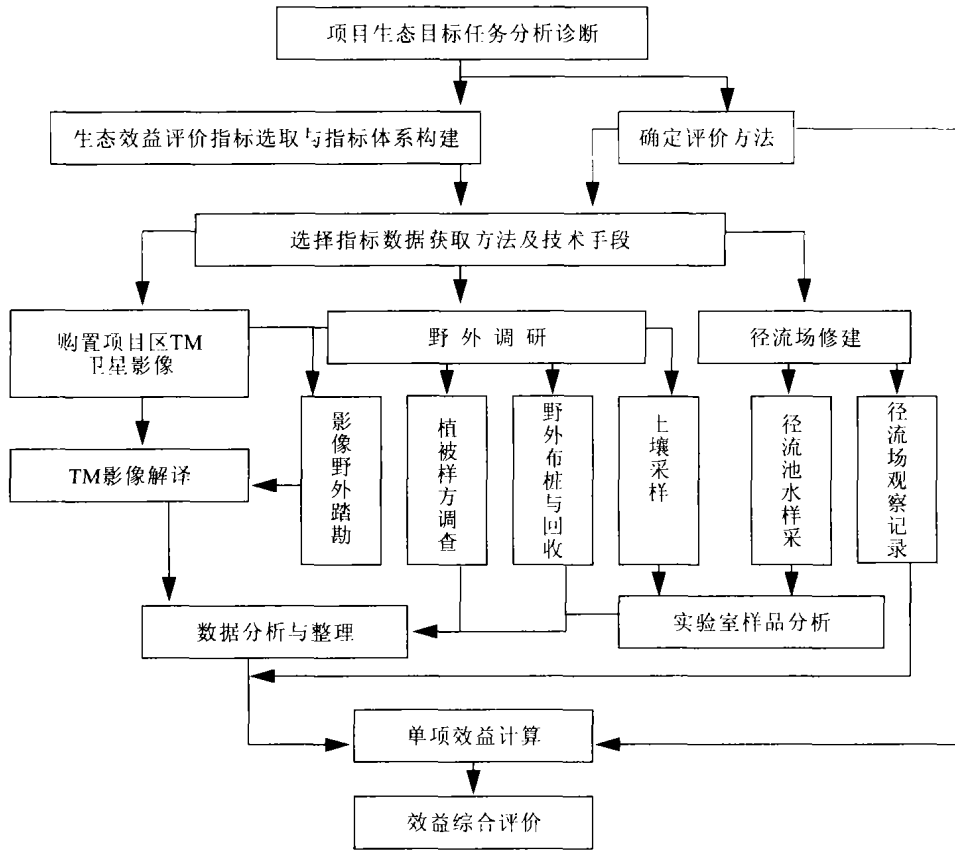 项目生态目标任务分析诊断
生态效益评价指标选取与指标体系构建
确定评价方法
选择指标数据获取方法及技术手段
购置项目区TM
卫星影像
野外调研
径流场修建
影像野外踏勘
植被样方调查
野外布桩与回收
土壤采样
径流池水样采
径流场观察记录
TM影像解译
数据分析与整理
实验室样品分析
单项效益计算
效益综合评价